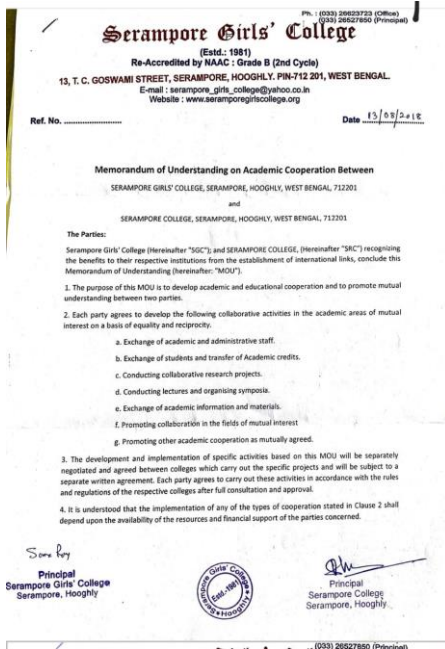 Ph. : (033) 26623723 (Office)
(033) 26527850 (Principal)
Serampore Girls' College
(Estd.: 1981)
Re-Accredited by NAAC : Grade B (2nd Cycle)
13, T. C. GOSWAMI STREET, SERAMPORE, HOOGHLY. PIN-712 201, WEST BENGAL.
E-mail : serampore_girls_college@yahoo.co.in
Website : www.seramporegirlscollege.org
Ref. No. ........................ Date 13/08/2018
Memorandum of Understanding on Academic Cooperation Between
SERAMPORE GIRLS' COLLEGE, SERAMPORE, HOOGHLY, WEST BENGAL, 712201
and
SERAMPORE COLLEGE, SERAMPORE, HOOGHLY, WEST BENGAL, 712201
The Parties:
Serampore Girls' College (Hereinafter "SGC"); and SERAMPORE COLLEGE, (Hereinafter "SRC") recognizing
the benefits to their respective institutions from the establishment of international links, conclude this
Memorandum of Understanding (hereinafter: "MOU").
1. The purpose of this MOU is to develop academic and educational cooperation and to promote mutual
understanding between two parties.
2. Each party agrees to develop the following collaborative activities in the academic areas of mutual
interest on a basis of equality and reciprocity.
a. Exchange of academic and administrative staff.
b. Exchange of students and transfer of Academic credits.
c. Conducting collaborative research projects.
d. Conducting lectures and organising symposia.
e. Exchange of academic information and materials.
f. Promoting collaboration in the fields of mutual interest
g. Promoting other academic cooperation as mutually agreed.
3. The development and implementation of specific activities based on this MOU will be separately
negotiated and agreed between colleges which carry out the specific projects and will be subject to a
separate written agreement. Each party agrees to carry out these activities in accordance with the rules
and regulations of the respective colleges after full consultation and approval.
4. It is understood that the implementation of any of the types of cooperation stated in Clause 2 shall
depend upon the availability of the resources and financial support of the parties concerned.
Principal
Serampore Girls' College
Serampore, Hooghly
Serampore Girls' College
Estd.-1981
Hooghly
Principal
Serampore College
Serampore, Hooghly
(033) 26527850 (Principal)